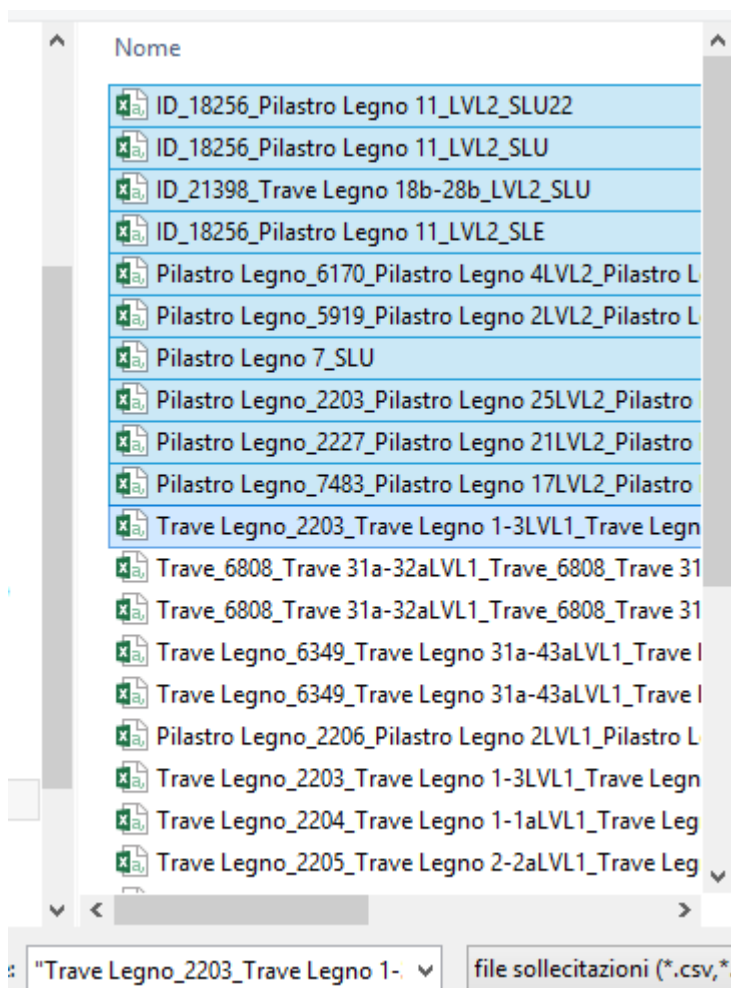 Nome
ID_18256_Pilastro Legno 11_LVL2_SLU22
ID_18256_Pilastro Legno 11_LVL2_SLU
ID_21398_Trave Legno 18b-28b_LVL2_SLU
ID_18256_Pilastro Legno 11_LVL2_SLE
Pilastro Legno_6170_Pilastro Legno 4LVL2_Pilastro L
Pilastro Legno_5919_Pilastro Legno 2LVL2_Pilastro L
Pilastro Legno 7_SLU
Pilastro Legno_2203_Pilastro Legno 25LVL2_Pilastro
Pilastro Legno_2227_Pilastro Legno 21LVL2_Pilastro
Pilastro Legno_7483_Pilastro Legno 17LVL2_Pilastro
Trave Legno_2203_Trave Legno 1-3LVL1_Trave Legn
Trave_6808_Trave 31a-32aLVL1_Trave_6808_Trave 31
Trave_6808_Trave 31a-32aLVL1_Trave_6808_Trave 31
Trave Legno_6349_Trave Legno 31a-43aLVL1_Trave
Trave Legno_6349_Trave Legno 31a-43aLVL1_Trave
Pilastro Legno_2206_Pilastro Legno 2LVL1_Pilastro L
Trave Legno_2203_Trave Legno 1-3LVL1_Trave Legn
Trave Legno_2204_Trave Legno 1-1aLVL1_Trave Leg
Trave Legno_2205_Trave Legno 2-2aLVL1_Trave Leg
"Trave Legno_2203_Trave Legno 1-. file sollecitazioni (*.csv,*.